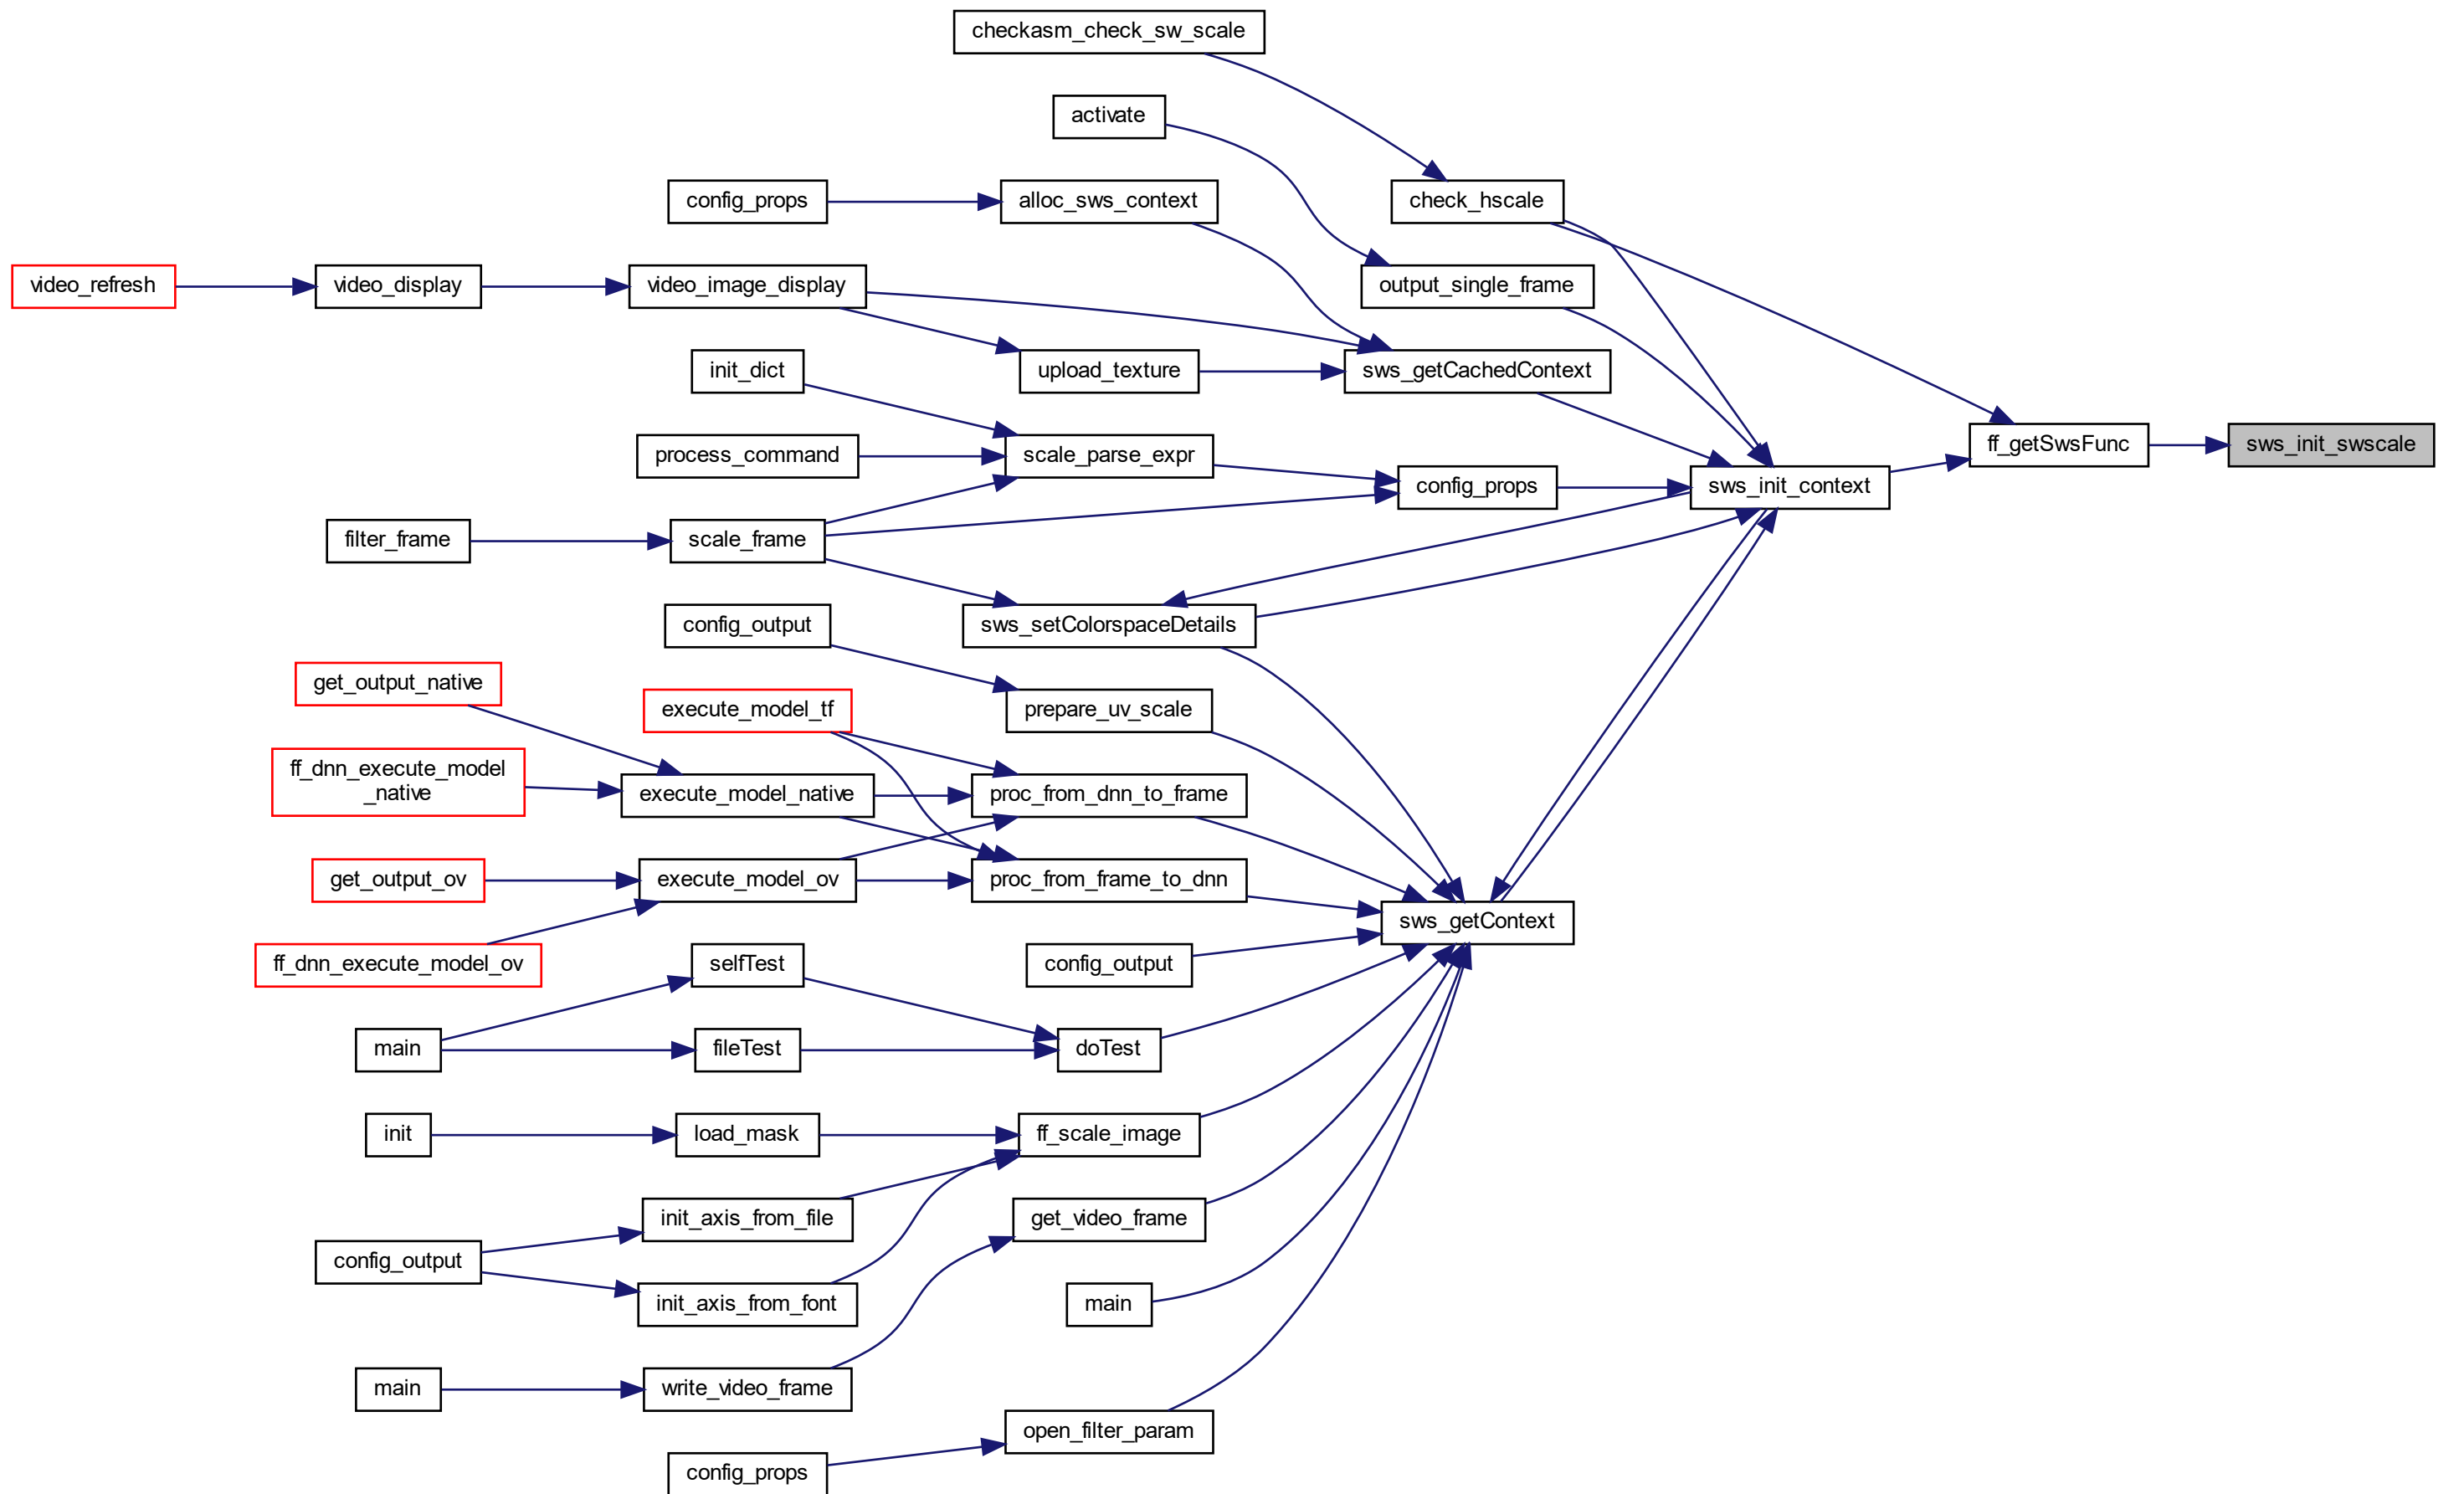 checkasm_check_sw_scale
activate
config_props
alloc_sws_context
check_hscale
video_refresh
video_display
video_image_display
output_single_frame
init_dict
upload_texture
sws_getCachedContext
process_command
scale_parse_expr
ff_getSwsFunc
sws_init_swscale
config_props
sws_init_context
filter_frame
scale_frame
config_output
sws_setColorspaceDetails
get_output_native
execute_model_tf
prepare_uv_scale
ff_dnn_execute_model
_native
execute_model_native
proc_from_dnn_to_frame
get_output_ov
execute_model_ov
proc_from_frame_to_dnn
sws_getContext
ff_dnn_execute_model_ov
selfTest
config_output
main
fileTest
doTest
init
load_mask
ff_scale_image
init_axis_from_file
get_video_frame
config_output
init_axis_from_font
main
main
write_video_frame
open_filter_param
config_props